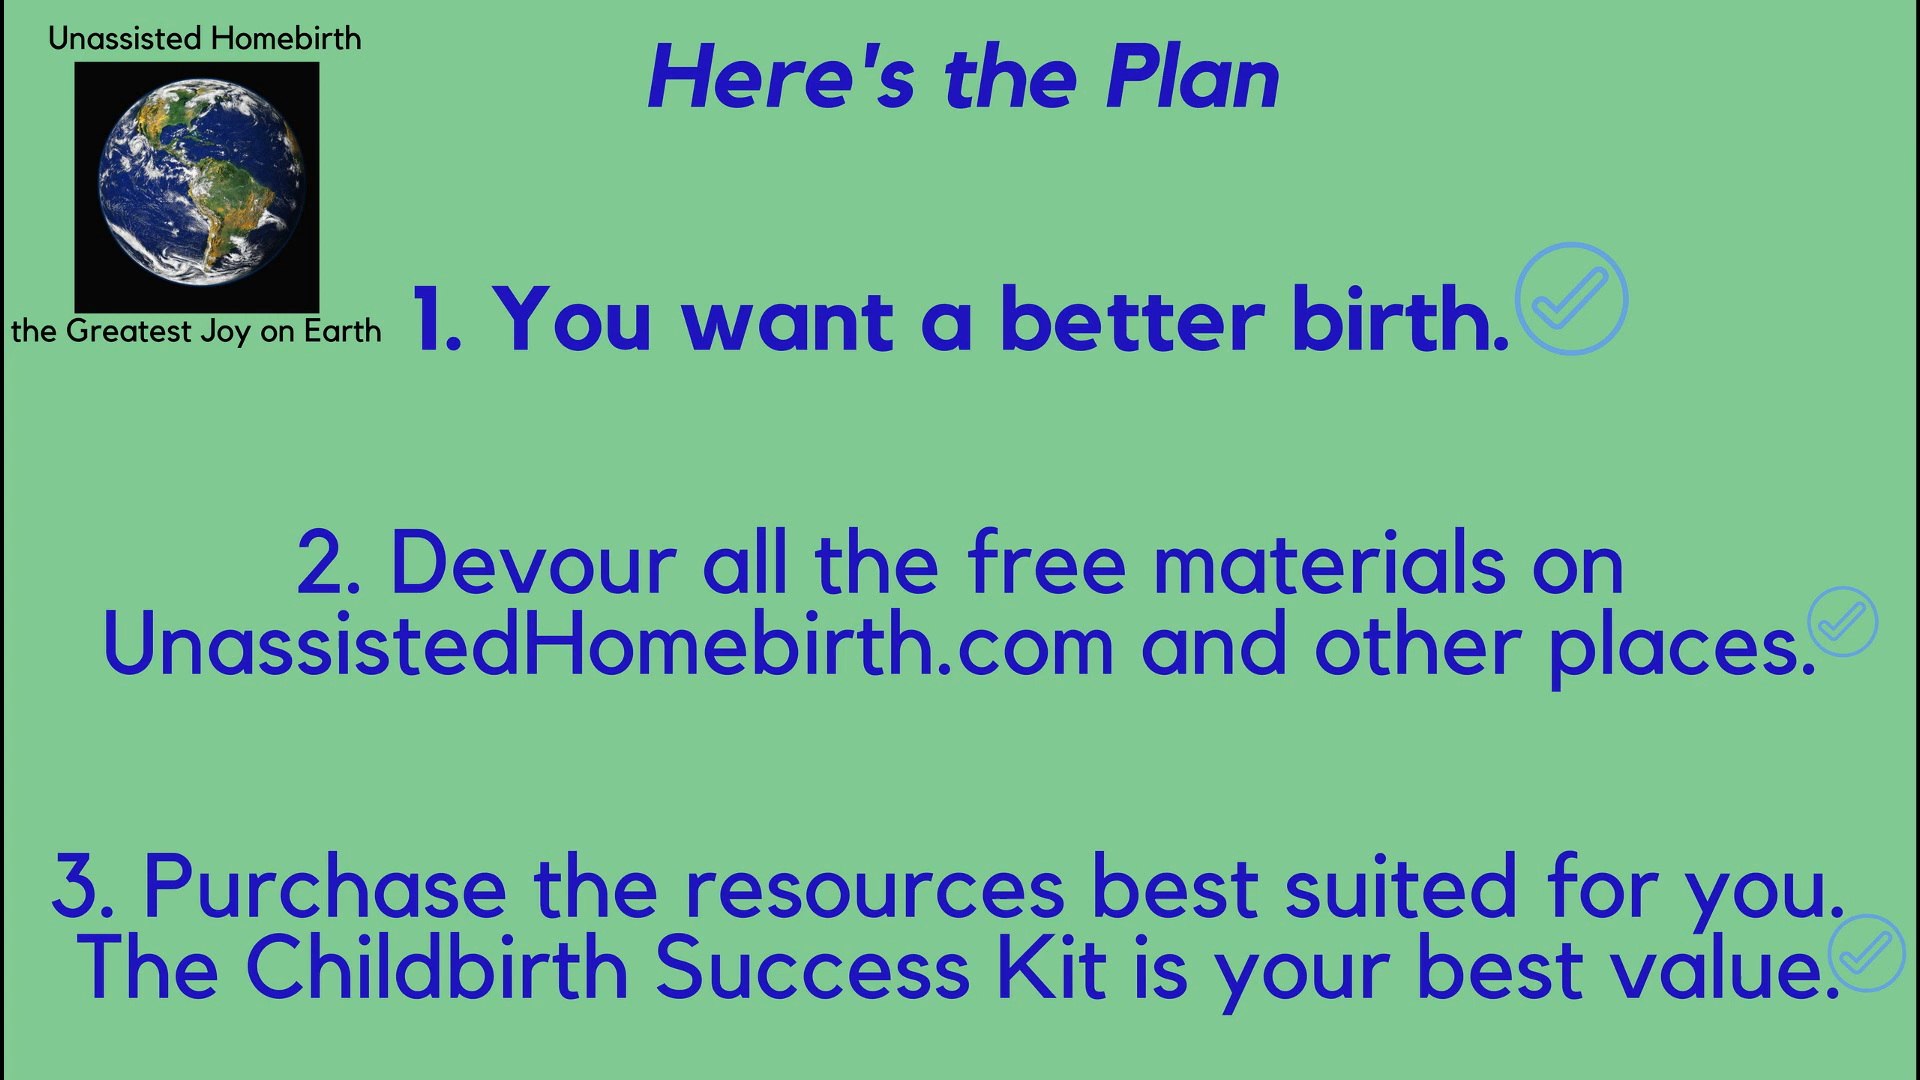 Unassisted Homebirth
the Greatest Joy on Earth
Here's the Plan
1. You want a better birth.
2. Devour all the free materials on
UnassistedHomebirth.com and other places.
3. Purchase the resources best suited for you.
The Childbirth Success Kit is your best value.